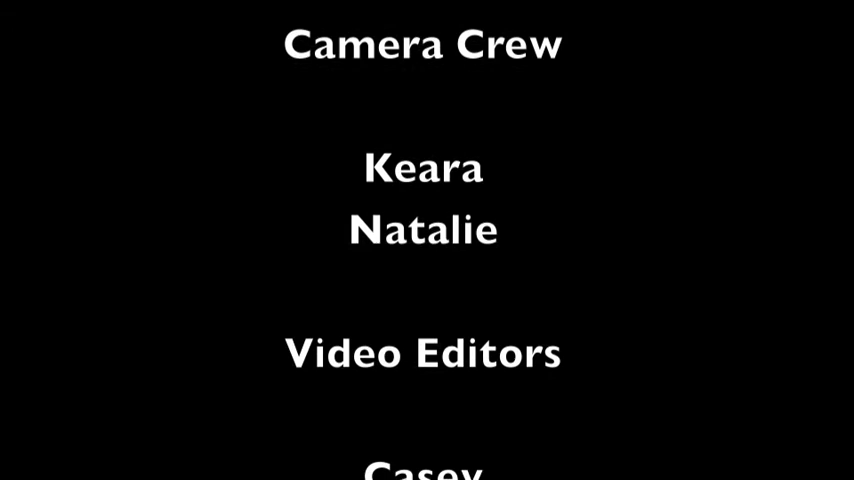 Camera Crew
Keara
Natalie
Video Editors
Casey